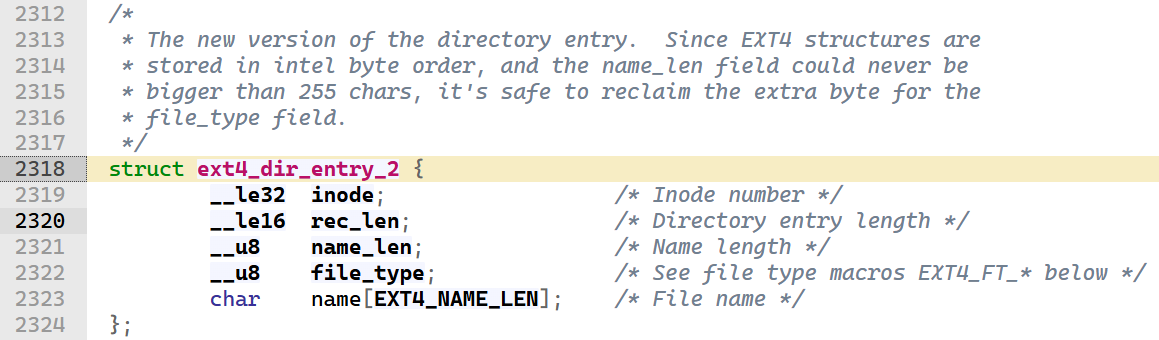 2312 /*
2313  * The new version of the directory entry.  Since EXT4 structures are
2314  * stored in intel byte order, and the name_len field could never be
2315  * bigger than 255 chars, it's safe to reclaim the extra byte for the
2316  * file_type field.
2317  */
2318 struct ext4_dir_entry_2 {
2319         __le32  inode;                  /* Inode number */
2320         __le16  rec_len;                /* Directory entry length */
2321         __u8    name_len;               /* Name length */
2322         __u8    file_type;              /* See file type macros EXT4_FT_* below */
2323         char    name[EXT4_NAME_LEN];    /* File name */
2324 };